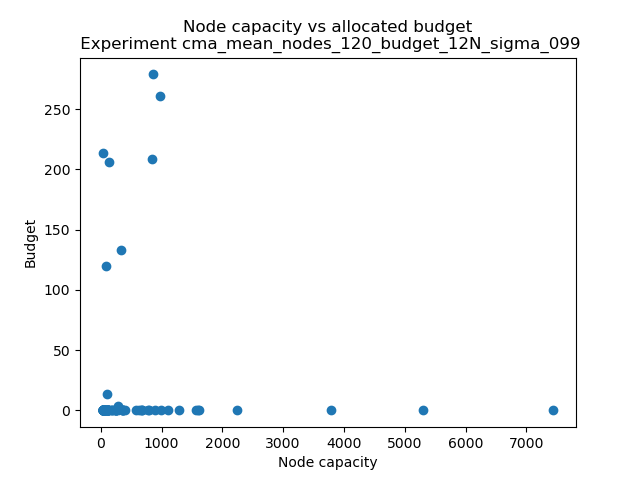 Node capacity vs allocated budget
Experiment cma_mean_nodes_120_budget_12N_sigma_099
250
200
150
100
50
0
Budget
0 1000 2000 3000 4000 5000 6000 7000
Node capacity